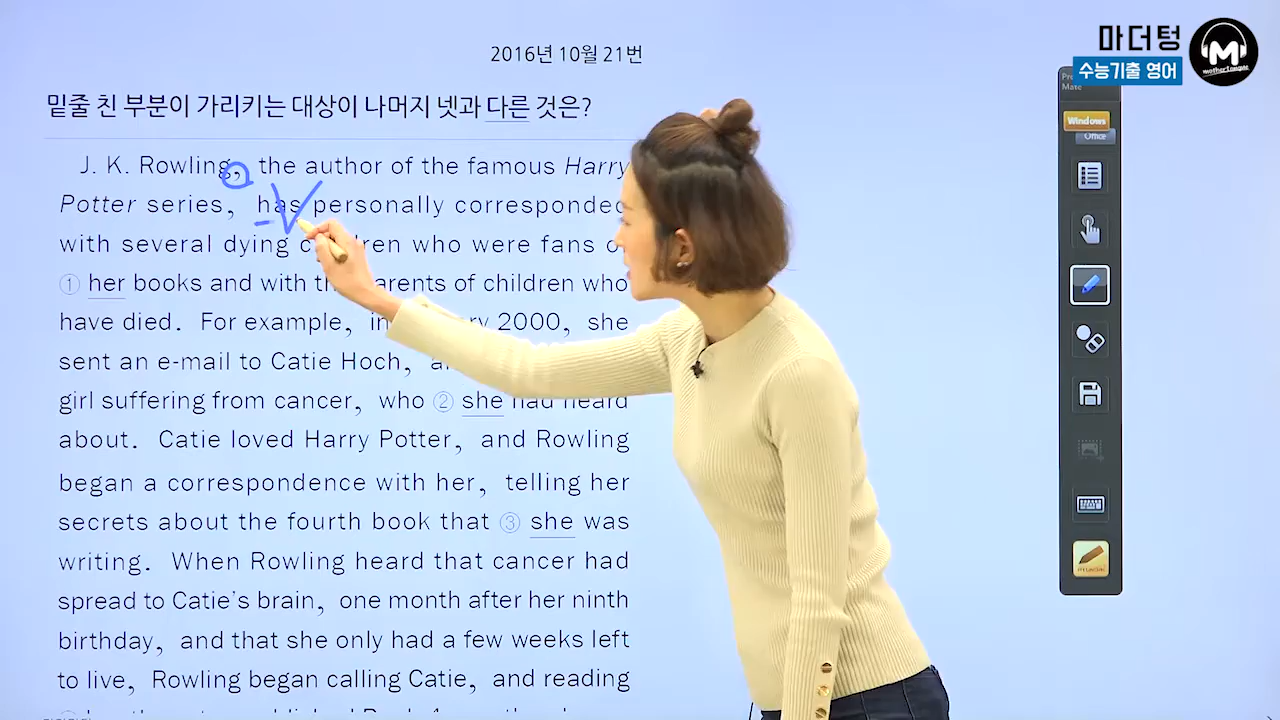 마더텅
수능기출 영어
motherTongue
2016년 10월 21번
밑줄 친 부분이 가리키는 대상이 나머지 넷과 다른 것은?
J. K. Rowling, the author of the famous Harry
Potter series, has personally corresponded
with several dying children who were fans
① her books and with parents of children who
have died. For example, in 2000, she
sent an e-mail to Catie Hoch,
girl suffering from cancer, who ② she had heard
about. Catie loved Harry Potter, and Rowling
began a correspondence with her, telling her
secrets about the fourth book that ③ she was
writing. When Rowling heard that cancer had
spread to Catie's brain, one month after her ninth
birthday, and that she only had a few weeks left
to live, Rowling began calling Catie, and reading
Mate
Windows
Office